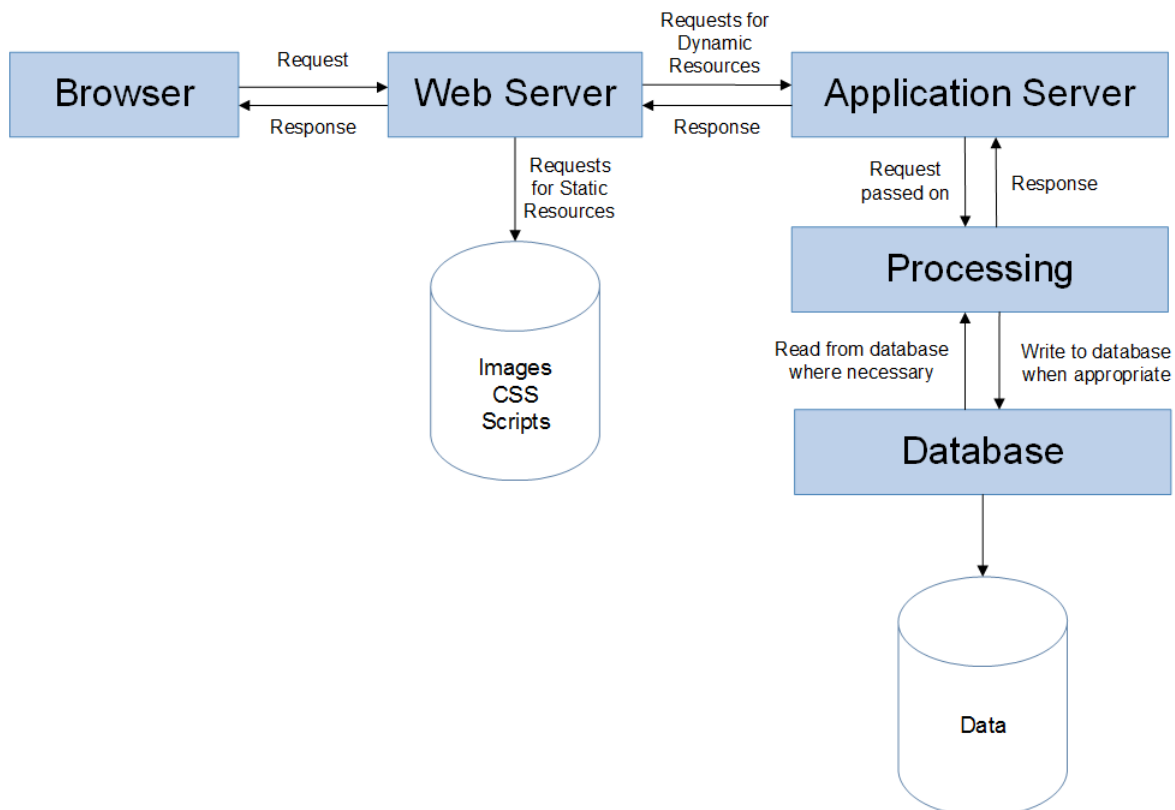 Browser
Request
Response
Web Server
Requests for
Dynamic
Resources
Response
Application Server
Requests
for Static
Resources
Images
CSS
Scripts
Request
passed on
Response
Processing
Read from database
where necessary
Write to database
when appropriate
Database
Data